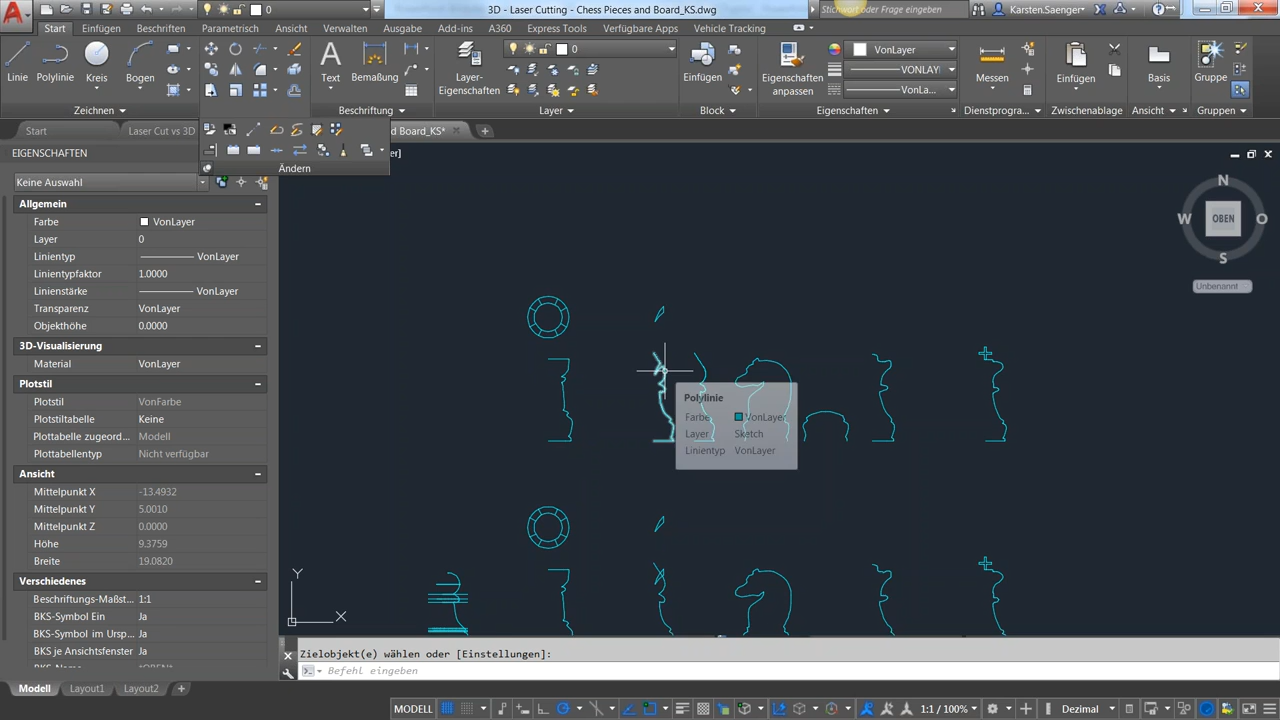 0
3D - Laser Cutting - Chess Pieces and Board_KS.dwg
Stichwort oder Frage eingeben
Karsten.Saenger
Start
Einfügen
Beschriften
Ansicht
Verwalten
Ausgabe
Add-ins
A360
Express Tools
Verfügbare Apps
Vehicle Tracking
Linie
Polylinie
Kreis
Bogen
Text
Bemaßung
Layer-
Eigenschaften
0
Einfügen
Eigenschaften
anpassen
VonLayer
VONLAY
VonLa...
Messen
Einfügen
Basis
Gruppe
Zeichnen
Beschriftung
Layer
Block
Eigenschaften
Dienstprogra...
Zwischenablage
Ansicht
Gruppen
Start
Laser Cut vs 3D
d Board_KS*
Ändern
EIGENSCHAFTEN
Keine Auswahl
Allgemein
Farbe VonLayer
Layer 0
Linientyp VonLayer
Linientypfaktor 1.0000
Linienstärke VonLayer
Transparenz VonLayer
Objekthöhe 0.0000
3D-Visualisierung
Material VonLayer
Plotstil
Plotstil VonFarbe
Plotstiltabelle Keine
Plottabelle zugeord... Modell
Plottabellentyp Nicht verfügbar
Ansicht
Mittelpunkt X -13.4932
Mittelpunkt Y 5.0010
Mittelpunkt Z 0.0000
Höhe 9.3759
Breite 19.0820
Verschiedenes
Beschriftungs-Maßst... 1:1
BKS-Symbol Ein Ja
BKS-Symbol im Ursp... Ja
BKS je Ansichtsfenster Ja
N
W OBEN O
S
Unbenannt
Polylinie
Farbe VonLayer
Layer Sketch
Linientyp VonLayer
Y
X
Zielobjekt(e) wählen oder [Einstellungen]:
Befehl eingeben
Modell
Layout1
Layout2
MODELL
1:1 / 100%
Dezimal